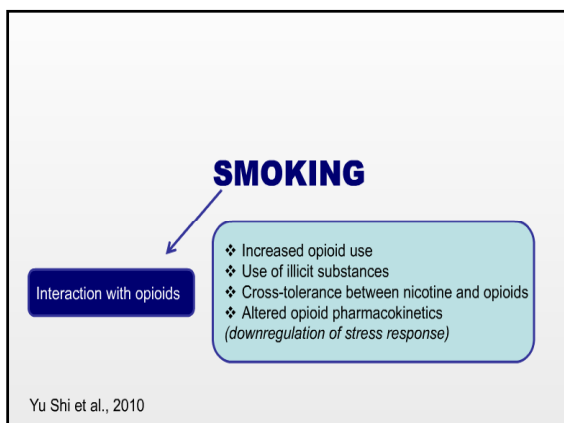 SMOKING
Interaction with opioids
❖ Increased opioid use
❖ Use of illicit substances
❖ Cross-tolerance between nicotine and opioids
❖ Altered opioid pharmacokinetics
(downregulation of stress response)
Yu Shi et al., 2010